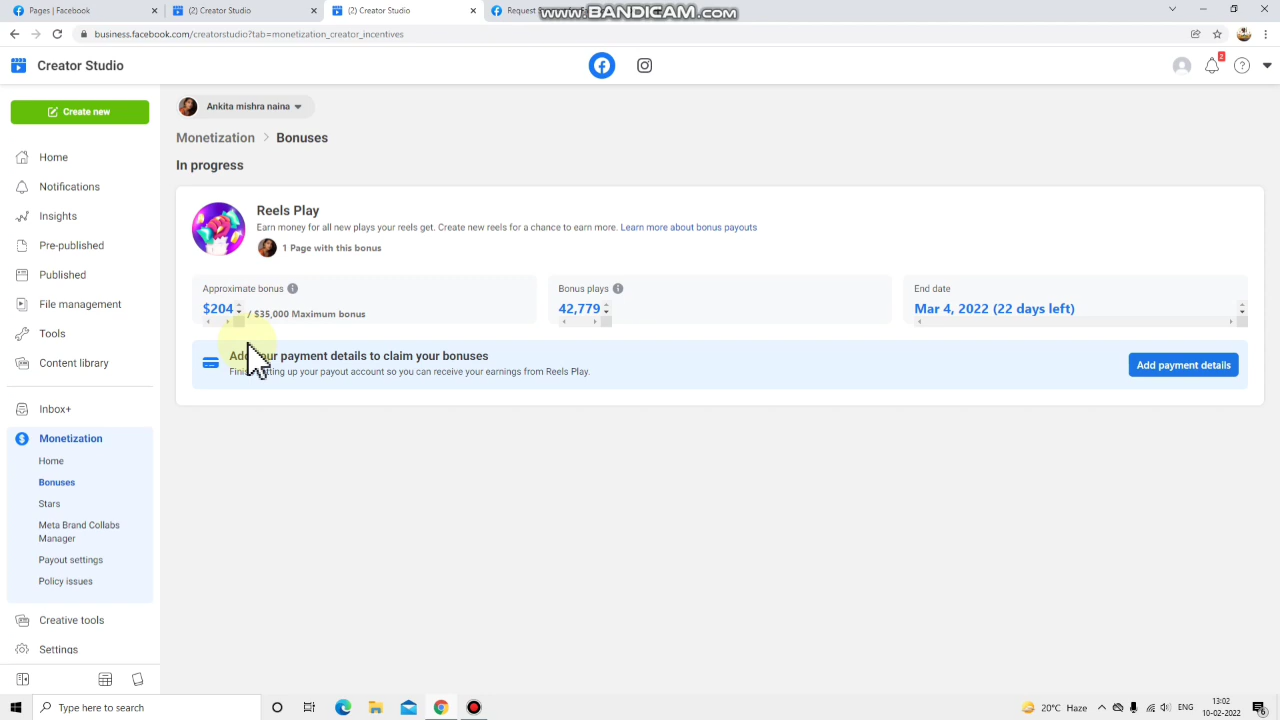 Pages | Facebook
(2) Creator Studio
(2) Creator Studio
Request
www.BANDICAM.com
business.facebook.com/creatorstudio?tab=monetization_creator_incentives
Creator Studio
2
Create new
Home
Notifications
Insights
Pre-published
Published
File management
Tools
Content library
Inbox+
Monetization
Home
Bonuses
Stars
Meta Brand Collabs
Manager
Payout settings
Policy issues
Creative tools
Settings
Ankita mishra naina
Monetization > Bonuses
In progress
Reels Play
Earn money for all new plays your reels get. Create new reels for a chance to earn more. Learn more about bonus payouts
1 Page with this bonus
Approximate bonus
$204 / $35,000 Maximum bonus
Bonus plays
42,779
End date
Mar 4, 2022 (22 days left)
payment details to claim your bonuses
up your payout account so you can receive your earnings from Reels Play.
Add payment details
Type here to search
20°C Haze
ENG
13:02
10-02-2022
6